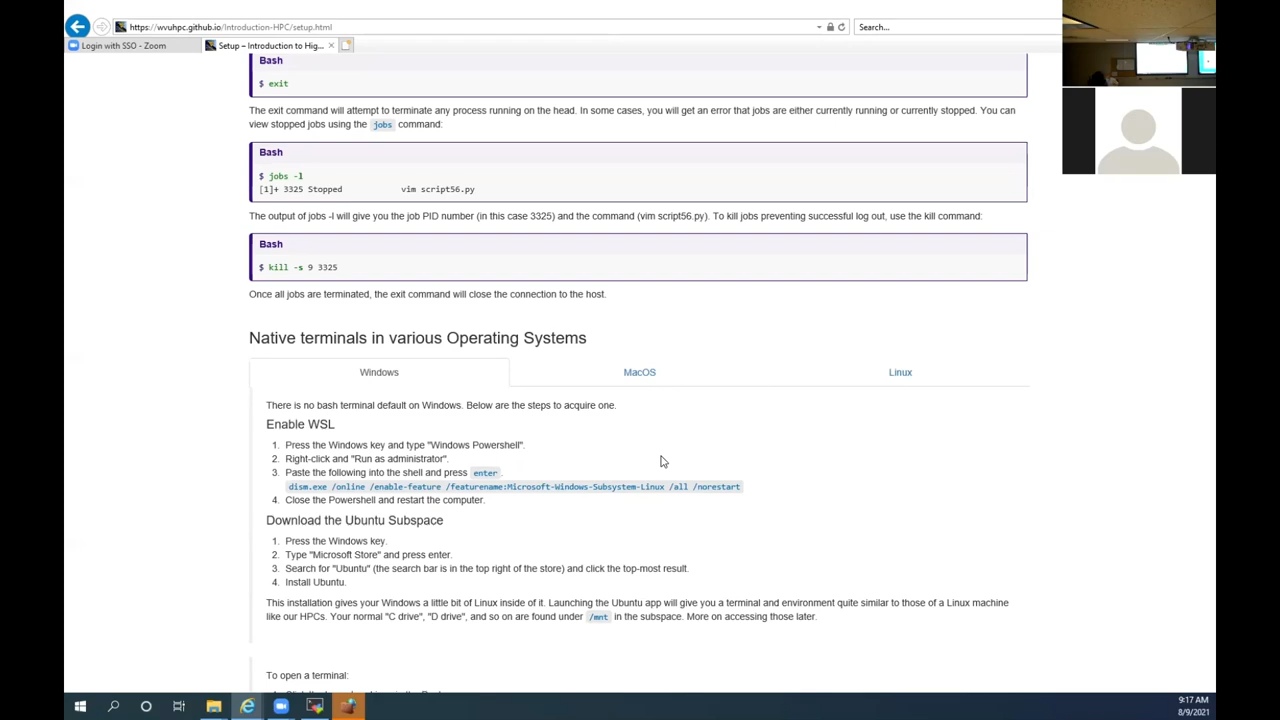 https://wvuhpc.github.io/Introduction-HPC/setup.html
Search...
Login with SSO - Zoom
Setup – Introduction to Hig...
Bash
$ exit
The exit command will attempt to terminate any process running on the head. In some cases, you will get an error that jobs are either currently running or currently stopped. You can
view stopped jobs using the jobs command:
Bash
$ jobs -l
[1]+ 3325 Stopped vim script56.py
The output of jobs -l will give you the job PID number (in this case 3325) and the command (vim script56.py). To kill jobs preventing successful log out, use the kill command:
Bash
$ kill -s 9 3325
Once all jobs are terminated, the exit command will close the connection to the host.
Native terminals in various Operating Systems
Windows MacOS Linux
There is no bash terminal default on Windows. Below are the steps to acquire one.
Enable WSL
1. Press the Windows key and type "Windows Powershell".
2. Right-click and "Run as administrator".
3. Paste the following into the shell and press enter.
dism.exe /online /enable-feature /featurename:Microsoft-Windows-Subsystem-Linux /all /norestart
4. Close the Powershell and restart the computer.
Download the Ubuntu Subspace
1. Press the Windows key.
2. Type "Microsoft Store" and press enter.
3. Search for "Ubuntu" (the search bar is in the top right of the store) and click the top-most result.
4. Install Ubuntu.
This installation gives your Windows a little bit of Linux inside of it. Launching the Ubuntu app will give you a terminal and environment quite similar to those of a Linux machine
like our HPCs. Your normal "C drive", "D drive", and so on are found under /mnt in the subspace. More on accessing those later.
To open a terminal:
9:17 AM
8/9/2021